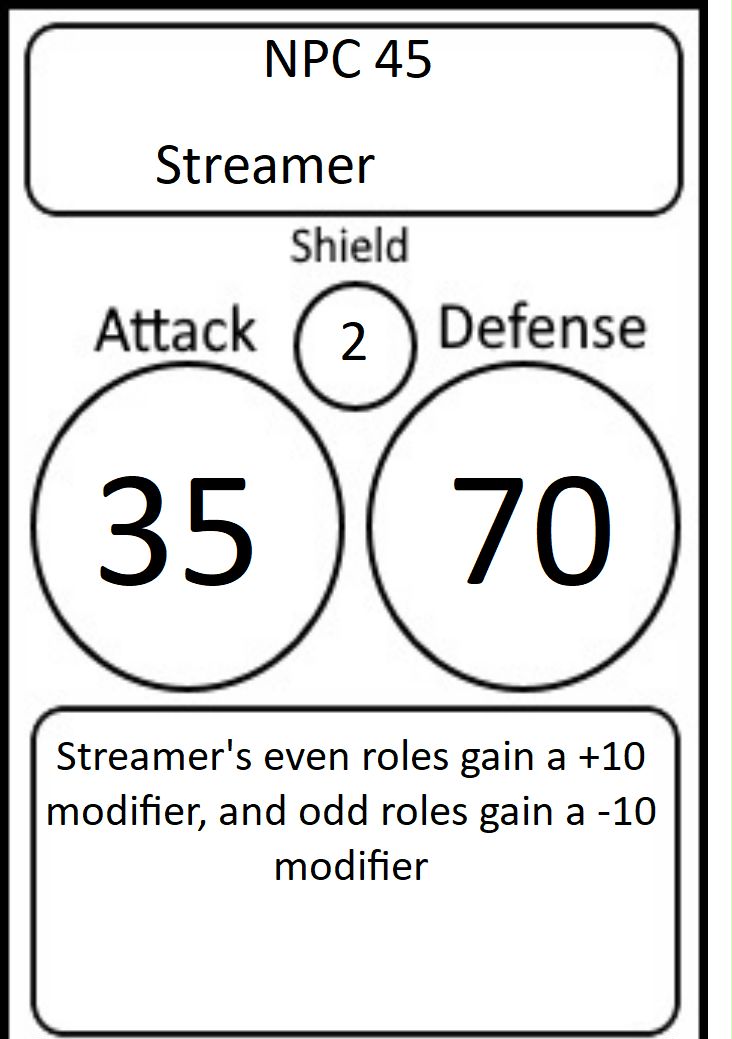 NPC 45
Streamer
Shield
Attack
2
Defense
35
70
Streamer's even roles gain a +10
modifier, and odd roles gain a -10
modifier